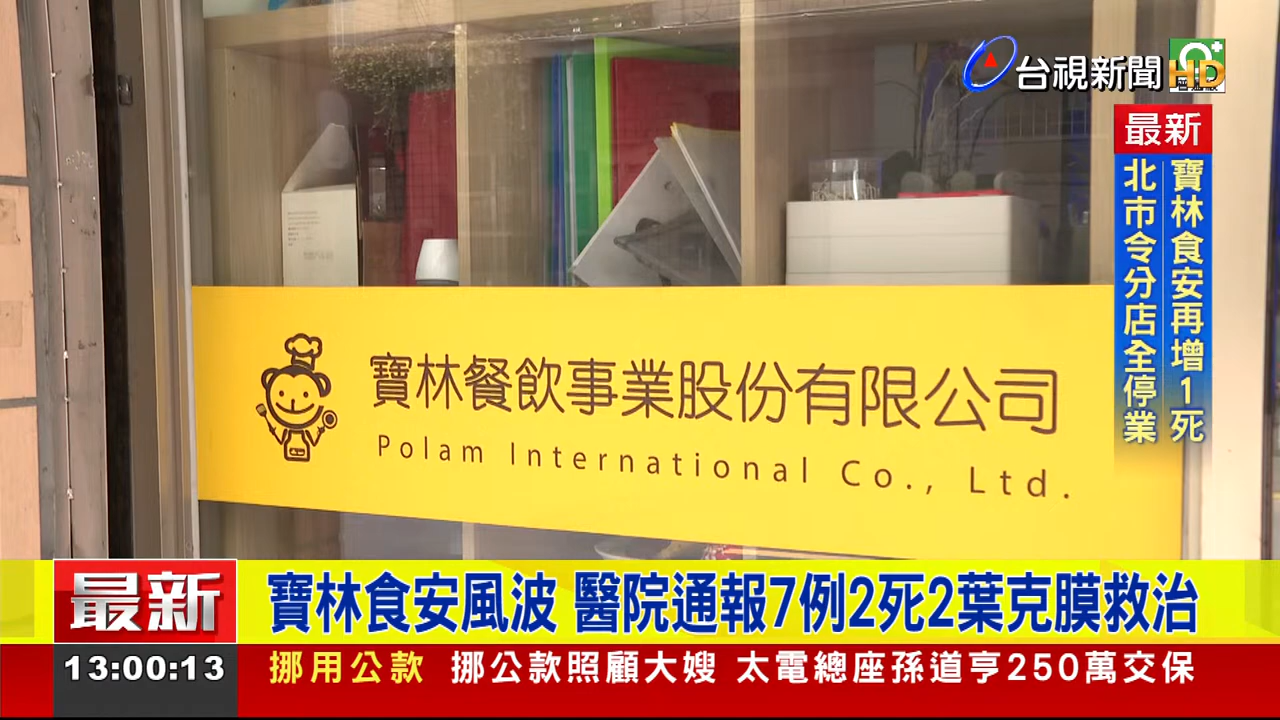 台視新聞
HD
最新
寶林食安再增1死
北市令分店全停業
寶林餐飲事業股份有限公司
Polam International Co., Ltd.
最新
寶林食安風波 醫院通報7例2死2葉克膜救治
13:00:13
挪用公款 挪公款照顧大嫂 太電總座孫道亨250萬交保